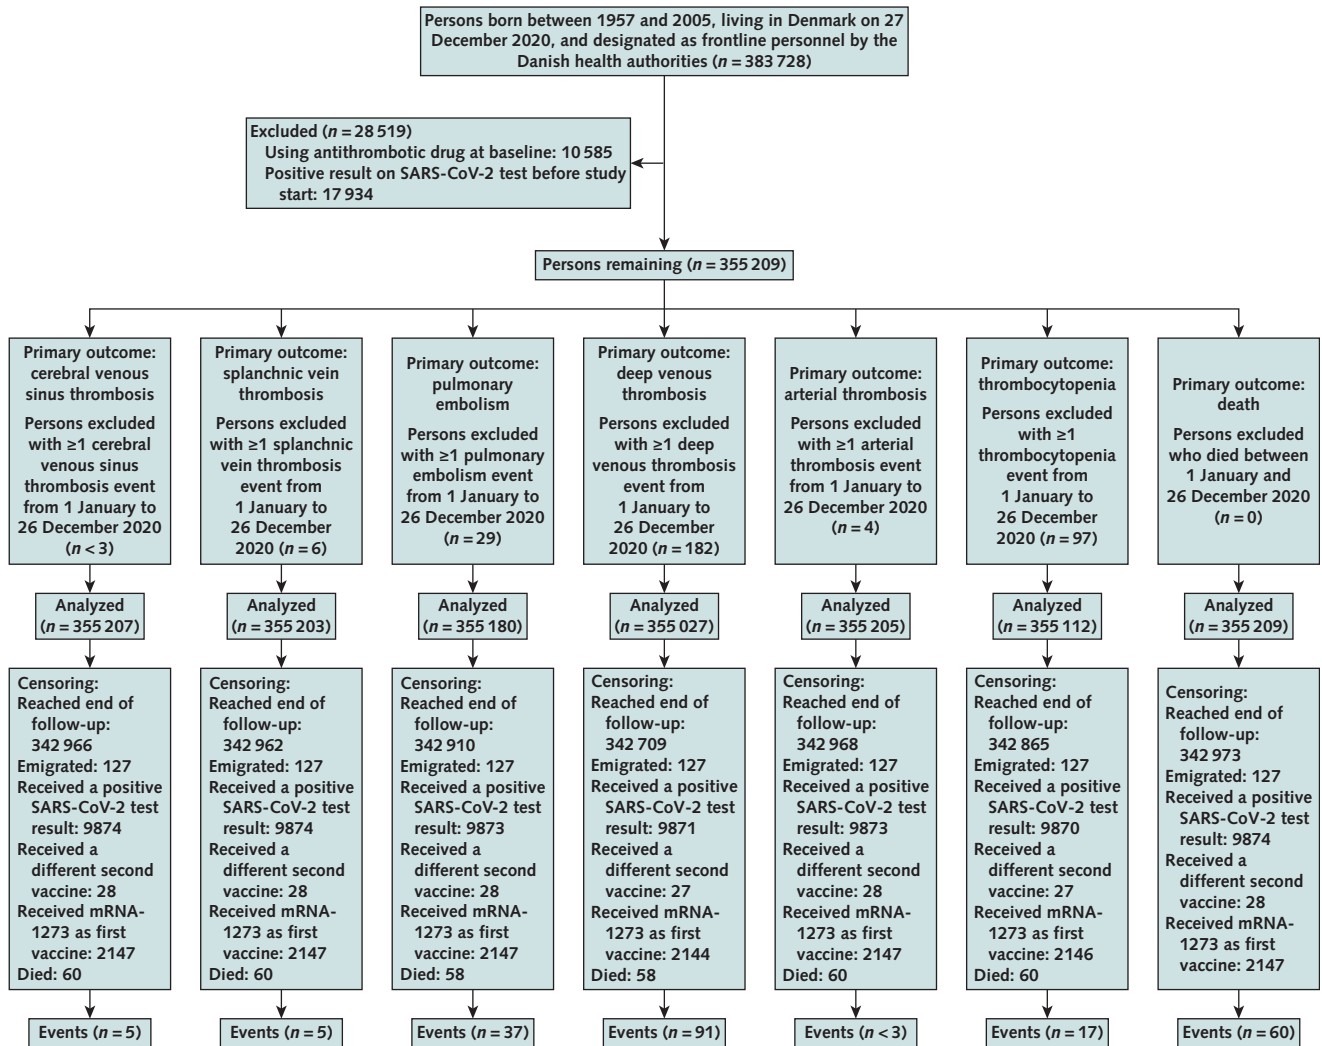 Persons born between 1957 and 2005, living in Denmark on 27
December 2020, and designated as frontline personnel by the
Danish health authorities (n = 383 728)
Excluded (n = 28 519)
Using antithrombotic drug at baseline: 10 585
Positive result on SARS-CoV-2 test before study
start: 17 934
Persons remaining (n = 355 209)
Primary outcome:
cerebral venous
sinus thrombosis
Persons excluded
with ≥1 cerebral
venous sinus
thrombosis event
from 1 January to
26 December 2020
(n < 3)
Analyzed
(n = 355 207)
Censoring:
Reached end of
follow-up:
342 966
Emigrated: 127
Received a positive
SARS-CoV-2 test
result: 9874
Received a
different second
vaccine: 28
Received mRNA-
1273 as first
vaccine: 2147
Died: 60
Events (n = 5)
Primary outcome:
splanchnic vein
thrombosis
Persons excluded
with ≥1 splanchnic
vein thrombosis
event from
1 January to
26 December
2020 (n = 6)
Analyzed
(n = 355 203)
Censoring:
Reached end of
follow-up:
342 962
Emigrated: 127
Received a positive
SARS-CoV-2 test
result: 9874
Received a
different second
vaccine: 28
Received mRNA-
1273 as first
vaccine: 2147
Died: 60
Events (n = 5)
Primary outcome:
pulmonary
embolism
Persons excluded
with ≥1 pulmonary
embolism event
from 1 January to
26 December 2020
(n = 29)
Analyzed
(n = 355 180)
Censoring:
Reached end of
follow-up:
342 910
Emigrated: 127
Received a positive
SARS-CoV-2 test
result: 9873
Received a
different second
vaccine: 28
Received mRNA-
1273 as first
vaccine: 2147
Died: 58
Events (n = 37)
Primary outcome:
deep venous
thrombosis
Persons excluded
with ≥1 deep
venous thrombosis
event from
1 January to
26 December
2020 (n = 182)
Analyzed
(n = 355 027)
Censoring:
Reached end of
follow-up:
342 709
Emigrated: 127
Received a positive
SARS-CoV-2 test
result: 9871
Received a
different second
vaccine: 27
Received mRNA-
1273 as first
vaccine: 2144
Died: 58
Events (n = 91)
Primary outcome:
arterial thrombosis
Persons excluded
with ≥1 arterial
thrombosis event
from 1 January to
26 December 2020
(n = 4)
Analyzed
(n = 355 205)
Censoring:
Reached end of
follow-up:
342 968
Emigrated: 127
Received a positive
SARS-CoV-2 test
result: 9873
Received a
different second
vaccine: 28
Received mRNA-
1273 as first
vaccine: 2147
Died: 60
Events (n < 3)
Primary outcome:
thrombocytopenia
Persons excluded
with ≥1
thrombocytopenia
event from
1 January to
26 December
2020 (n = 97)
Analyzed
(n = 355 112)
Censoring:
Reached end of
follow-up:
342 865
Emigrated: 127
Received a positive
SARS-CoV-2 test
result: 9870
Received a
different second
vaccine: 27
Received mRNA-
1273 as first
vaccine: 2146
Died: 60
Events (n = 17)
Primary outcome:
death
Persons excluded
who died between
1 January and
26 December 2020
(n = 0)
Analyzed
(n = 355 209)
Censoring:
Reached end of
follow-up:
342 973
Emigrated: 127
Received a positive
SARS-CoV-2 test
result: 9874
Received a
different second
vaccine: 28
Received mRNA-
1273 as first
vaccine: 2147
Events (n = 60)